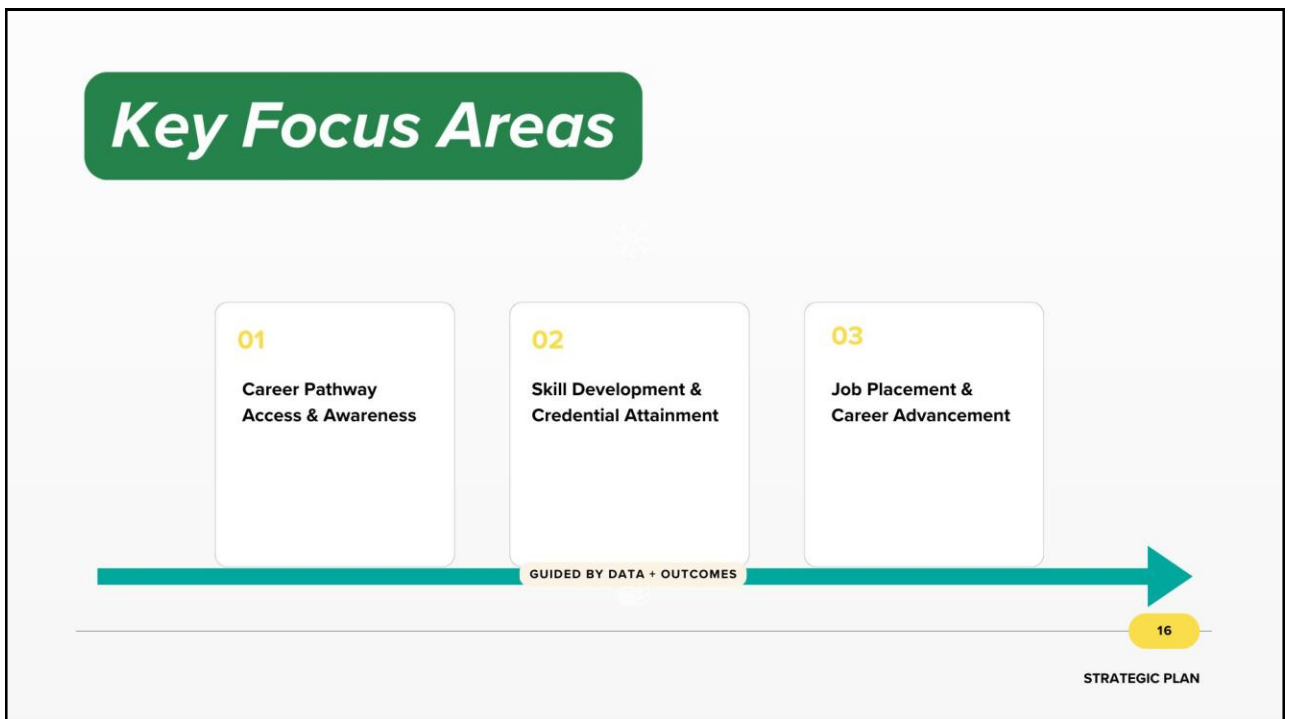 Key Focus Areas
01
Career Pathway
Access & Awareness
02
Skill Development &
Credential Attainment
03
Job Placement &
Career Advancement
GUIDED BY DATA + OUTCOMES
16
STRATEGIC PLAN